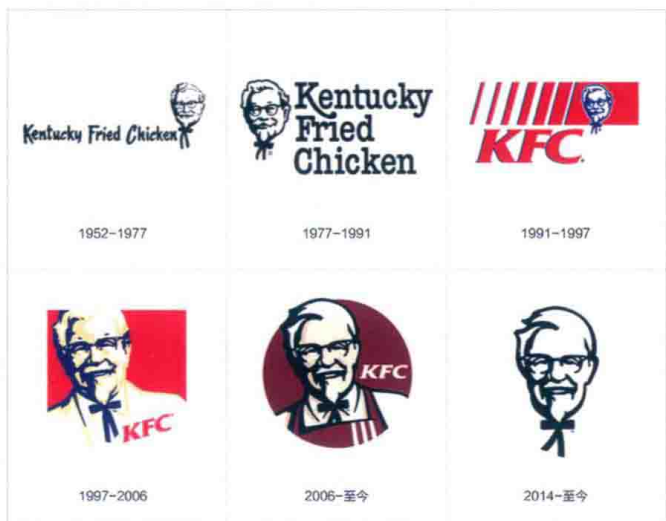 Kentucky Fried Chicken
Kentucky
Fried
Chicken
KFC
1952-1977
1977-1991
1991-1997
KFC
KFC
1997-2006
2006-至今
2014-至今